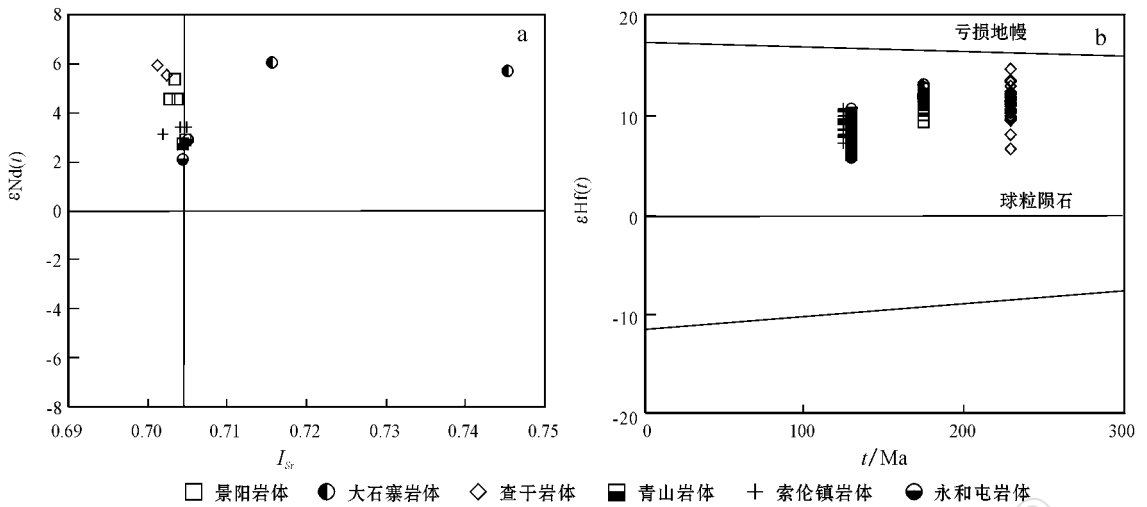 8
6
4
2
0
-2
-4
-6
-8
εNd(t)
a
0.69
0.70
0.71
0.72
0.73
0.74
0.75
I_Sr
20
10
0
-10
-20
εHf(t)
亏损地幔
b
球粒陨石
0
100
200
300
t/Ma
景阳岩体
大石寨岩体
查干岩体
青山岩体
索伦镇岩体
永和屯岩体